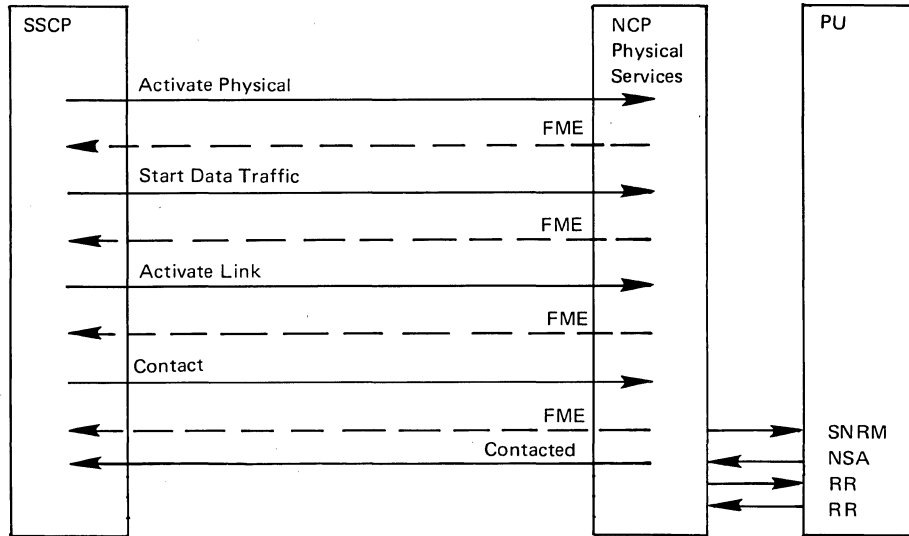 SSCP
NCP
Physical
Services
PU
Activate Physical
FME
Start Data Traffic
FME
Activate Link
FME
Contact
FME
Contacted
SNRM
NSA
RR
RR